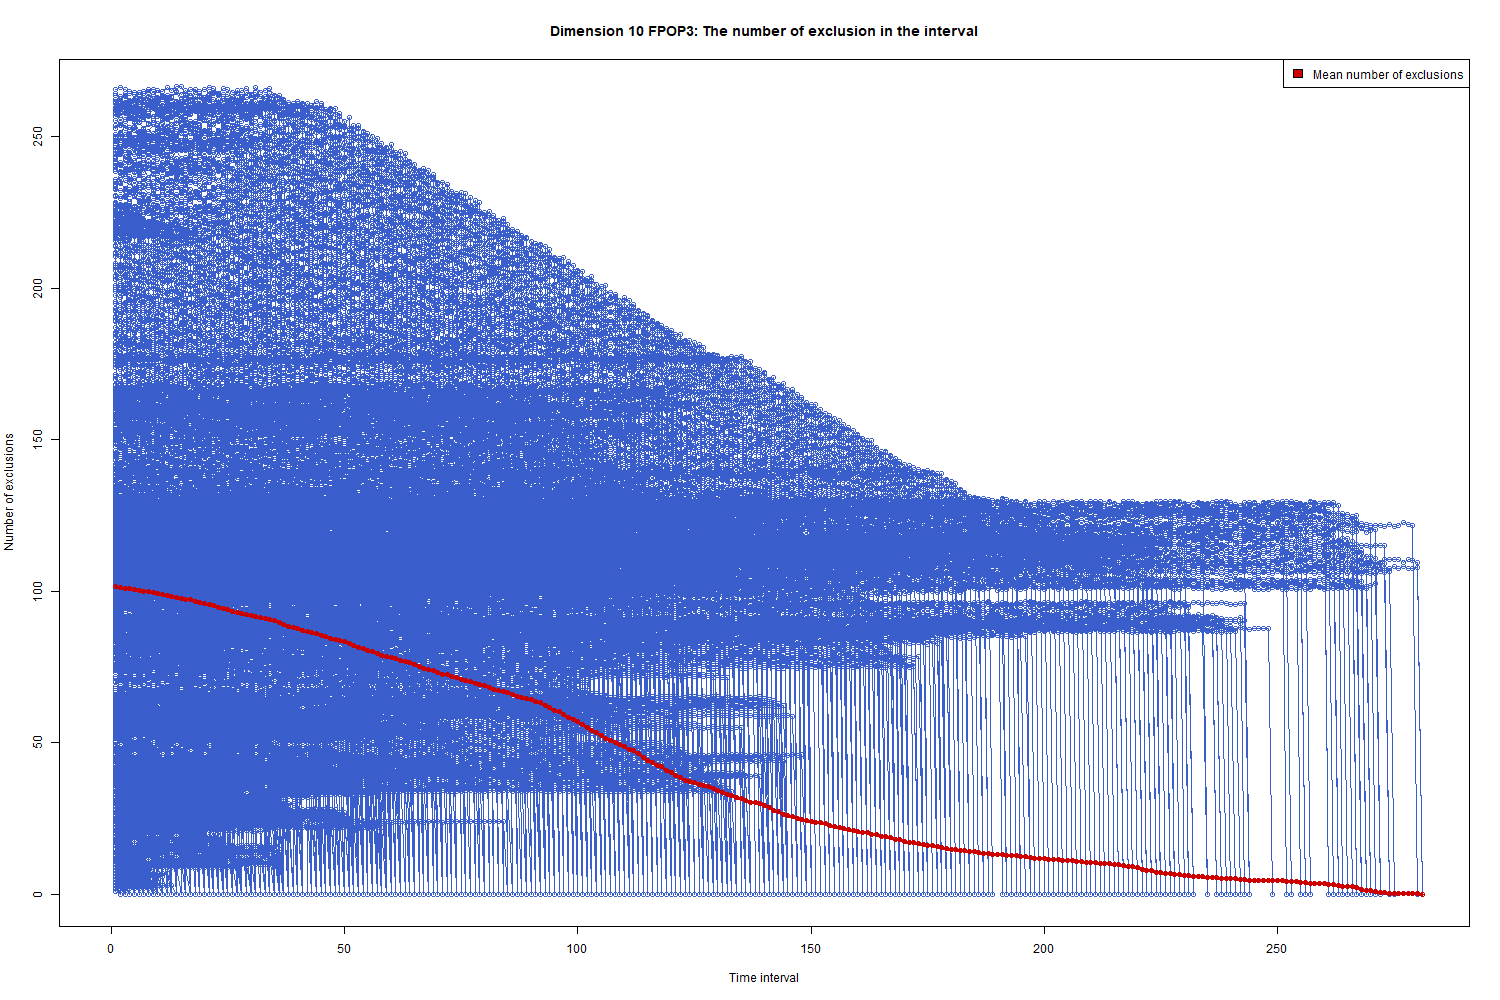 Dimension 10 FPOP3: The number of exclusion in the interval
Mean number of exclusions
Number of exclusions
250
200
150
100
50
0
0 50 100 150 200 250
Time interval